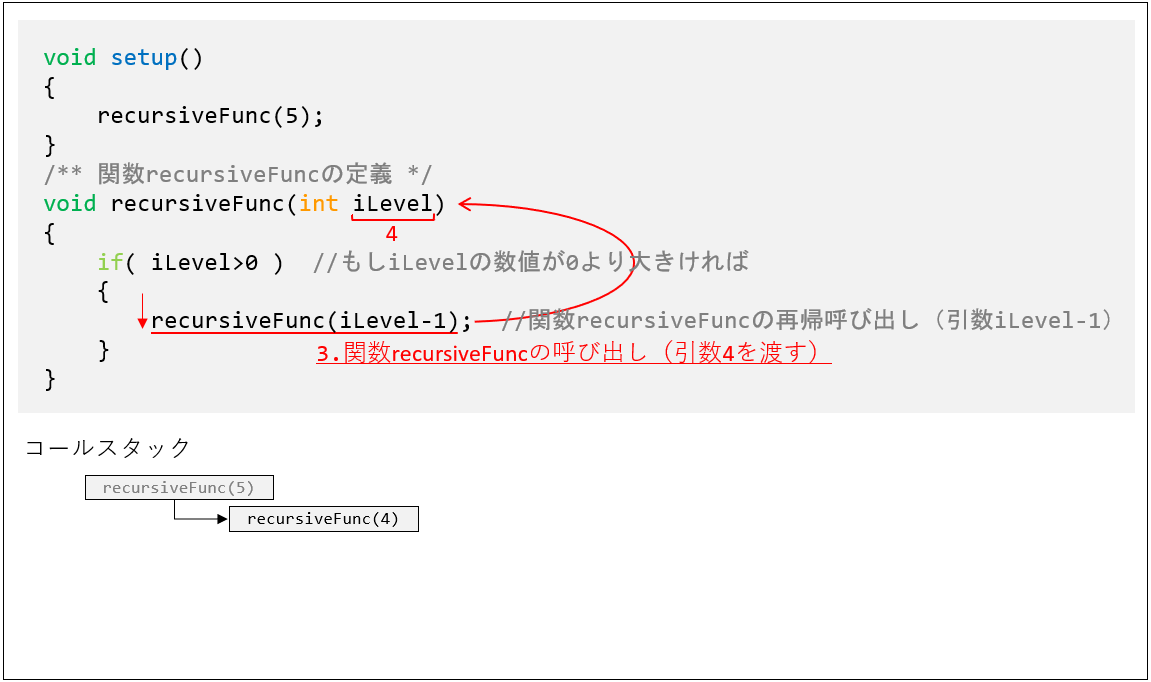 void setup()
{
recursiveFunc(5);
}
/** 関数recursiveFuncの定義 */
void recursiveFunc(int iLevel)
4
{
if( iLevel>0 )  //もしiLevelの数値が0より大きければ
{
recursiveFunc(iLevel-1);  //関数recursiveFuncの再帰呼び出し（引数iLevel-1）
}
3.関数recursiveFuncの呼び出し（引数4を渡す）
}
コールスタック
recursiveFunc(5)
recursiveFunc(4)